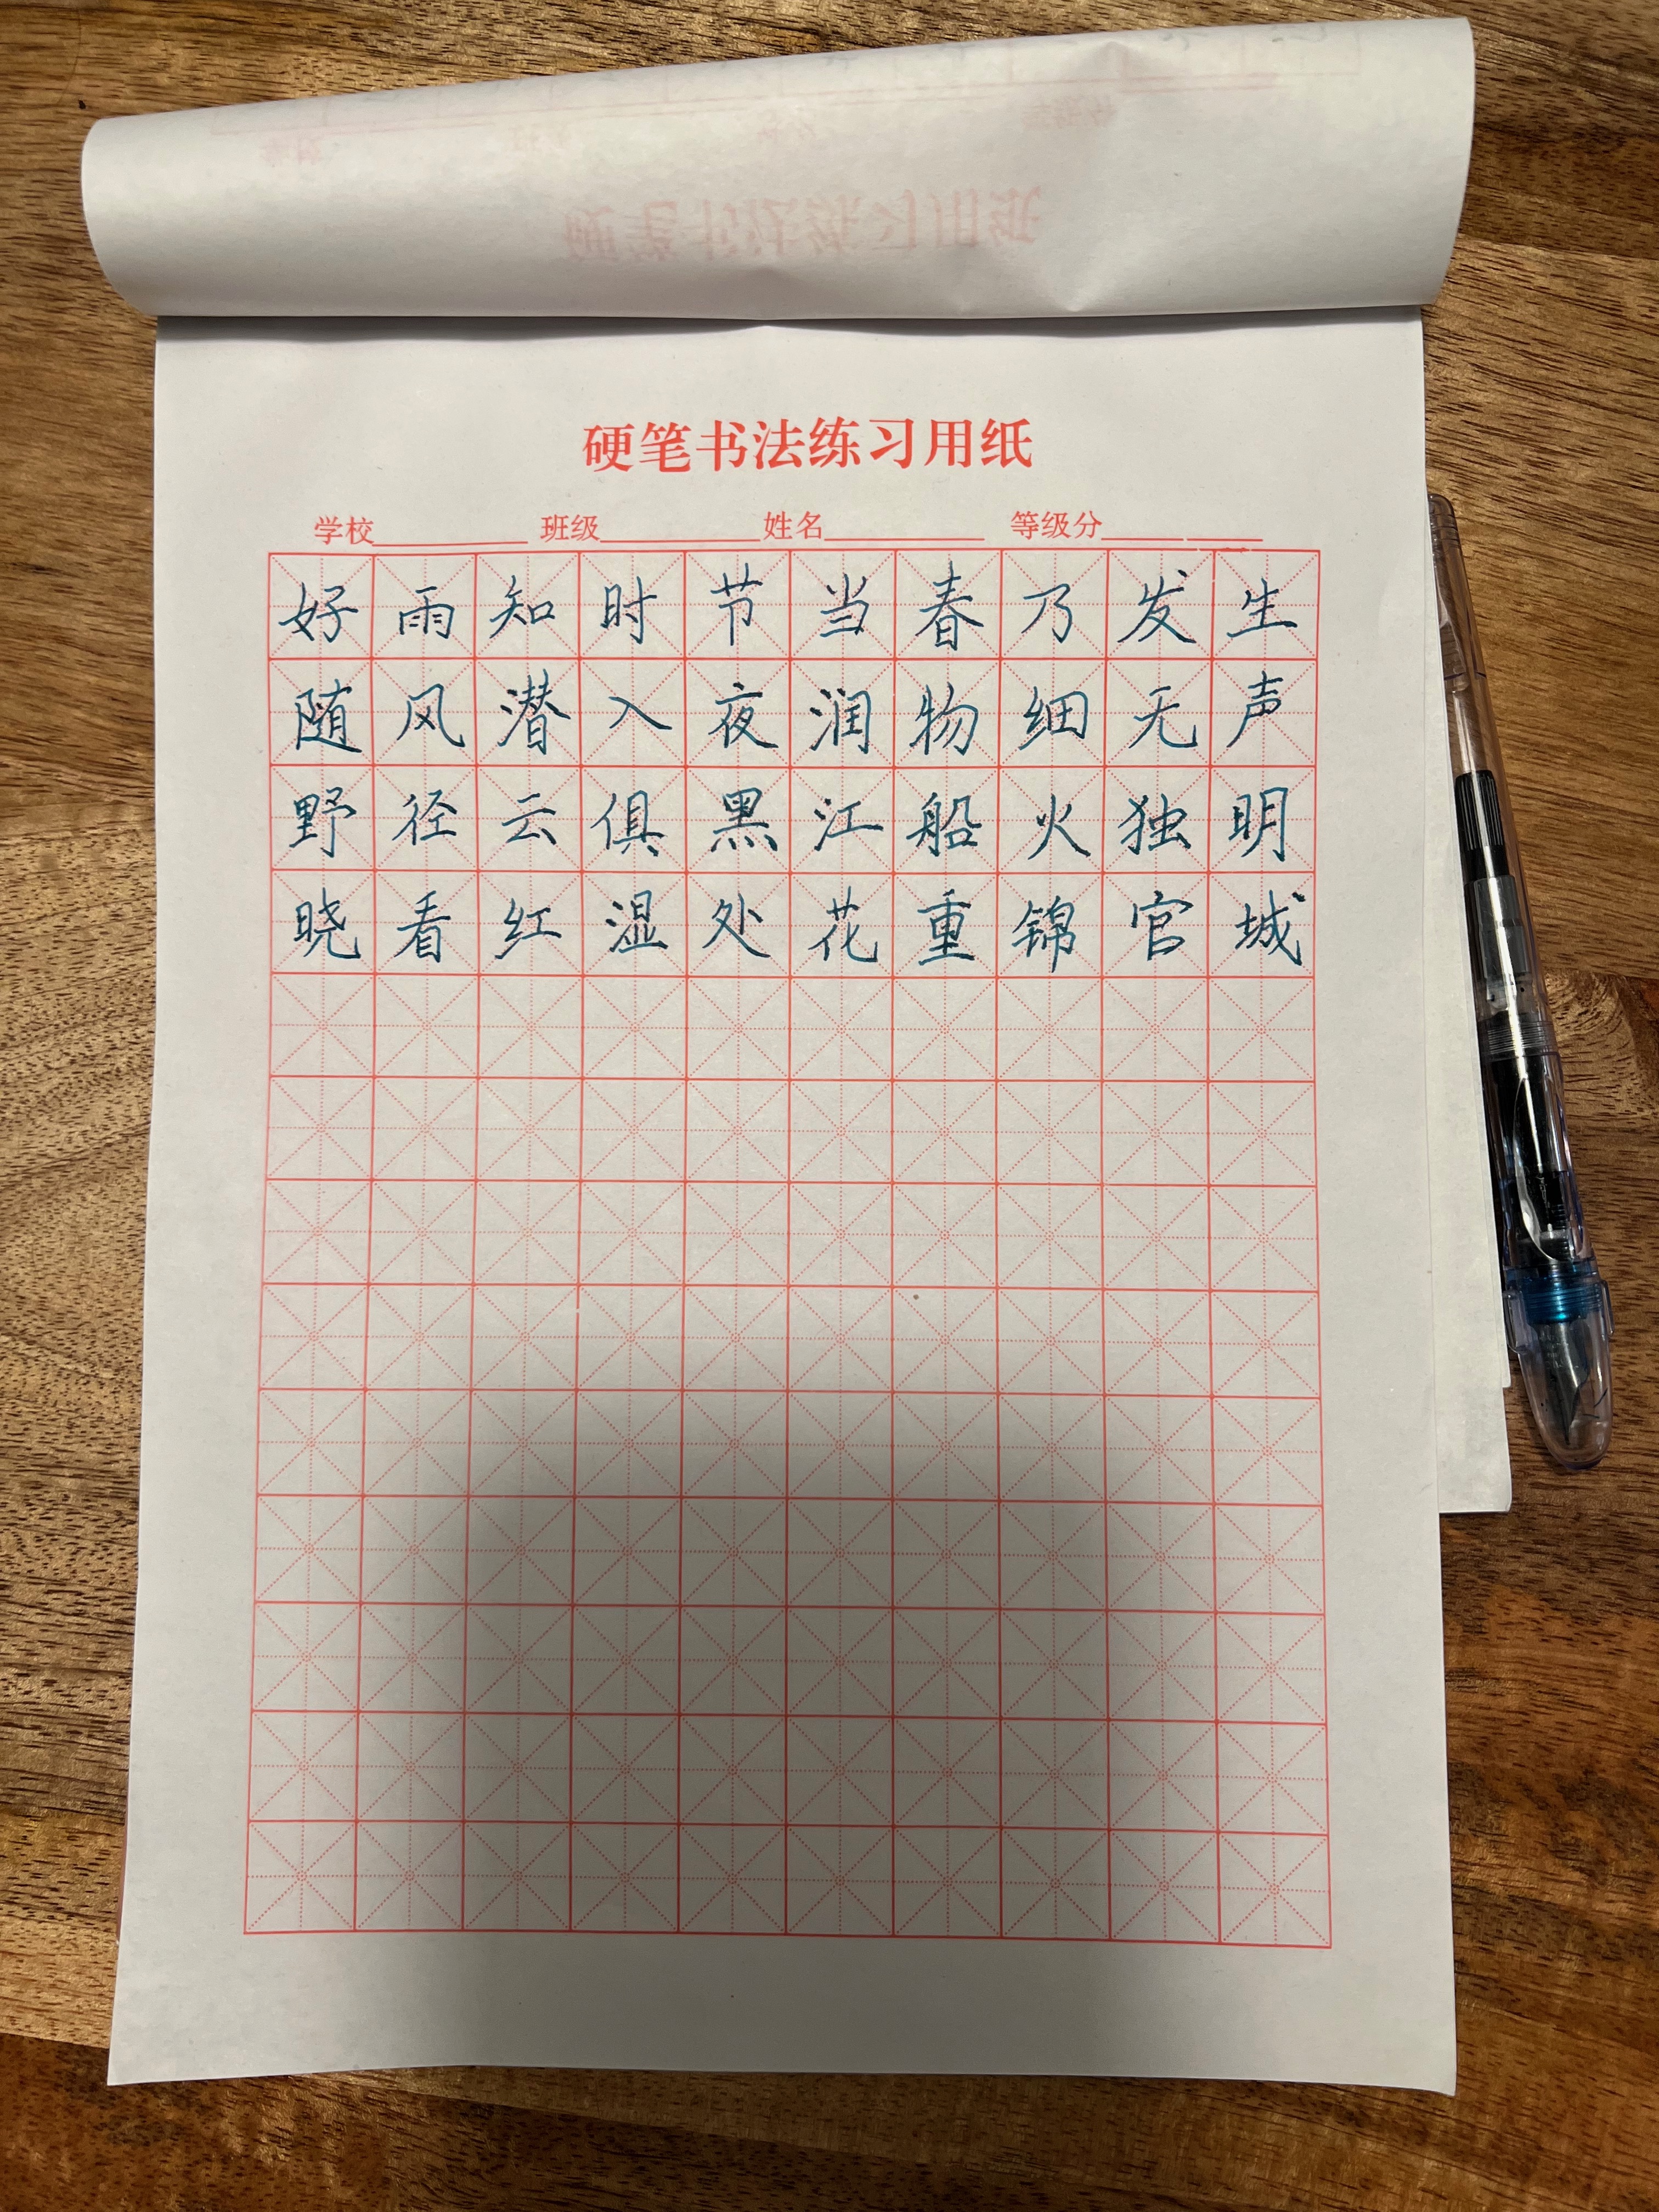 硬笔书法练习用纸
学校 班级 姓名 等级分
好雨知时节当春乃发生
随风潜入夜润物细无声
野径云俱黑江船火独明
晓看红湿处花重锦官城